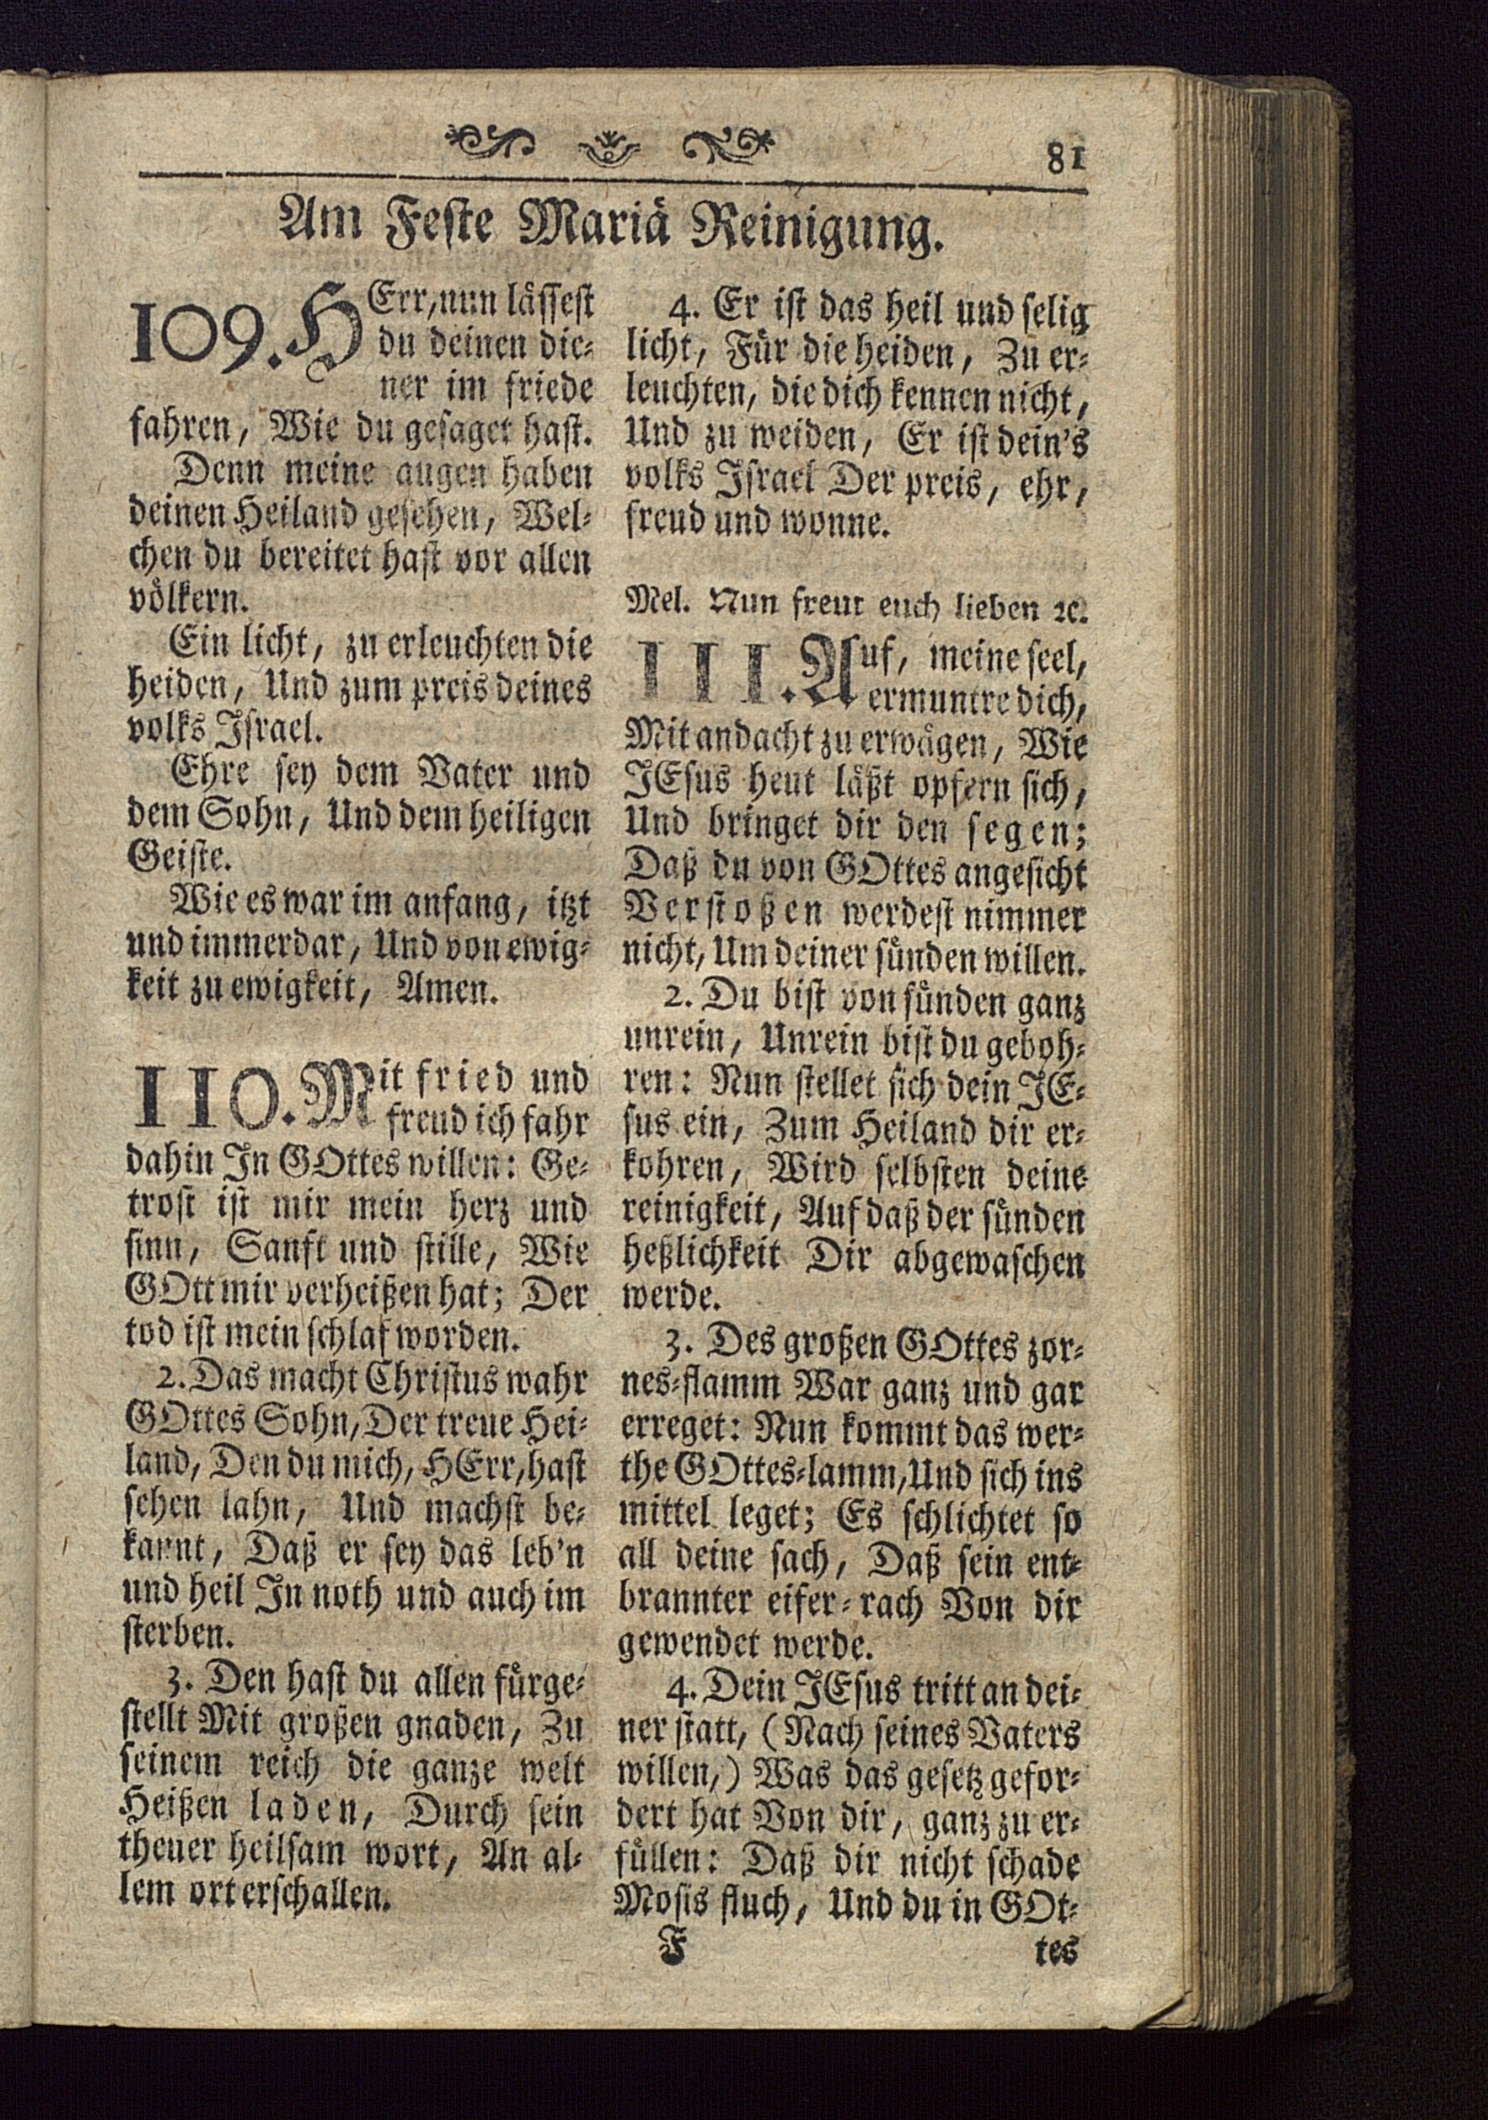 81
Am Feste Mariä Reinigung.
109. HErr, nun lässest
du deinen die-
ner im friede
fahren, Wie du gesaget hast.
Denn meine augen haben
deinen Heiland gesehen, Wel-
chen du bereitet hast vor allen
völkern.
Ein licht, zu erleuchten die
heiden, Und zum preis deines
volks Israel.
Ehre sey dem Vater und
dem Sohn, Und dem heiligen
Geiste.
Wie es war im anfang, itzt
und immerdar, Und von ewig-
keit zu ewigkeit, Amen.
110. Mit fried und
freud ich fahr
dahin In GOttes willen: Ge-
trost ist mir mein herz und
sinn, Sanft und stille, Wie
GOtt mir verheißen hat; Der
tod ist mein schlaf worden.
2. Das macht Christus wahr
GOttes Sohn, Der treue Hei-
land, Den du mich, HErr, hast
sehen lahn, Und machst be-
kannt, Daß er sey das leb'n
und heil In noth und auch im
sterben.
3. Den hast du allen fürge-
stellt Mit großen gnaden, Zu
seinem reich die ganze welt
Heißen laden, Durch sein
theuer heilsam wort, An al-
lem ort erschallen.
4. Er ist das heil und selig
licht, Für die heiden, Zu er-
leuchten, die dich kennen nicht,
Und zu weiden, Er ist dein's
volks Israel Der preis, ehr,
freud und wonne.
Mel. Nun freut euch lieben ꝛc.
111. Auf, meine seel,
ermuntre dich,
Mit andacht zu erwägen, Wie
JEsus heut läßt opfern sich,
Und bringet dir den segen;
Daß du von GOttes angesicht
Verstoßen werdest nimmer
nicht, Um deiner sünden willen.
2. Du bist von sünden ganz
unrein, Unrein bist du geboh-
ren: Nun stellet sich dein JE-
sus ein, Zum Heiland dir er-
kohren, Wird selbsten deine
reinigkeit, Auf daß der sünden
heßlichkeit Dir abgewaschen
werde.
3. Des großen GOttes zor-
nes-flamm War ganz und gar
erreget: Nun kommt das wer-
the GOttes-lamm, Und sich ins
mittel leget; Es schlichtet so
all deine sach, Daß sein ent-
brannter eifer-rach Von dir
gewendet werde.
4. Dein JEsus tritt an dei-
ner statt, (Nach seines Vaters
willen,) Was das gesetz gefor-
dert hat Von dir, ganz zu er-
füllen: Daß dir nicht schade
Mosis fluch, Und du in GOt-
F tes